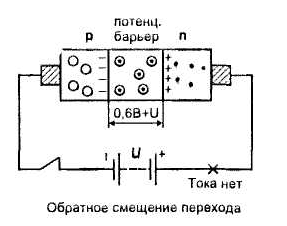 потенц.
p барьер n
0,6В+U
U
Тока нет
Обратное смещение перехода